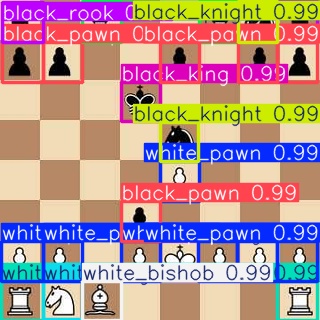 black_rook 0 black_knight 0.99
black_pawn 0 black_pawn 0.99
black_king 0.99
black_knight 0.99
white_pawn 0.99
black_pawn 0.99
whit white_p wh white_pawn 0.99
whit whit white_bishob 0.99 0.99